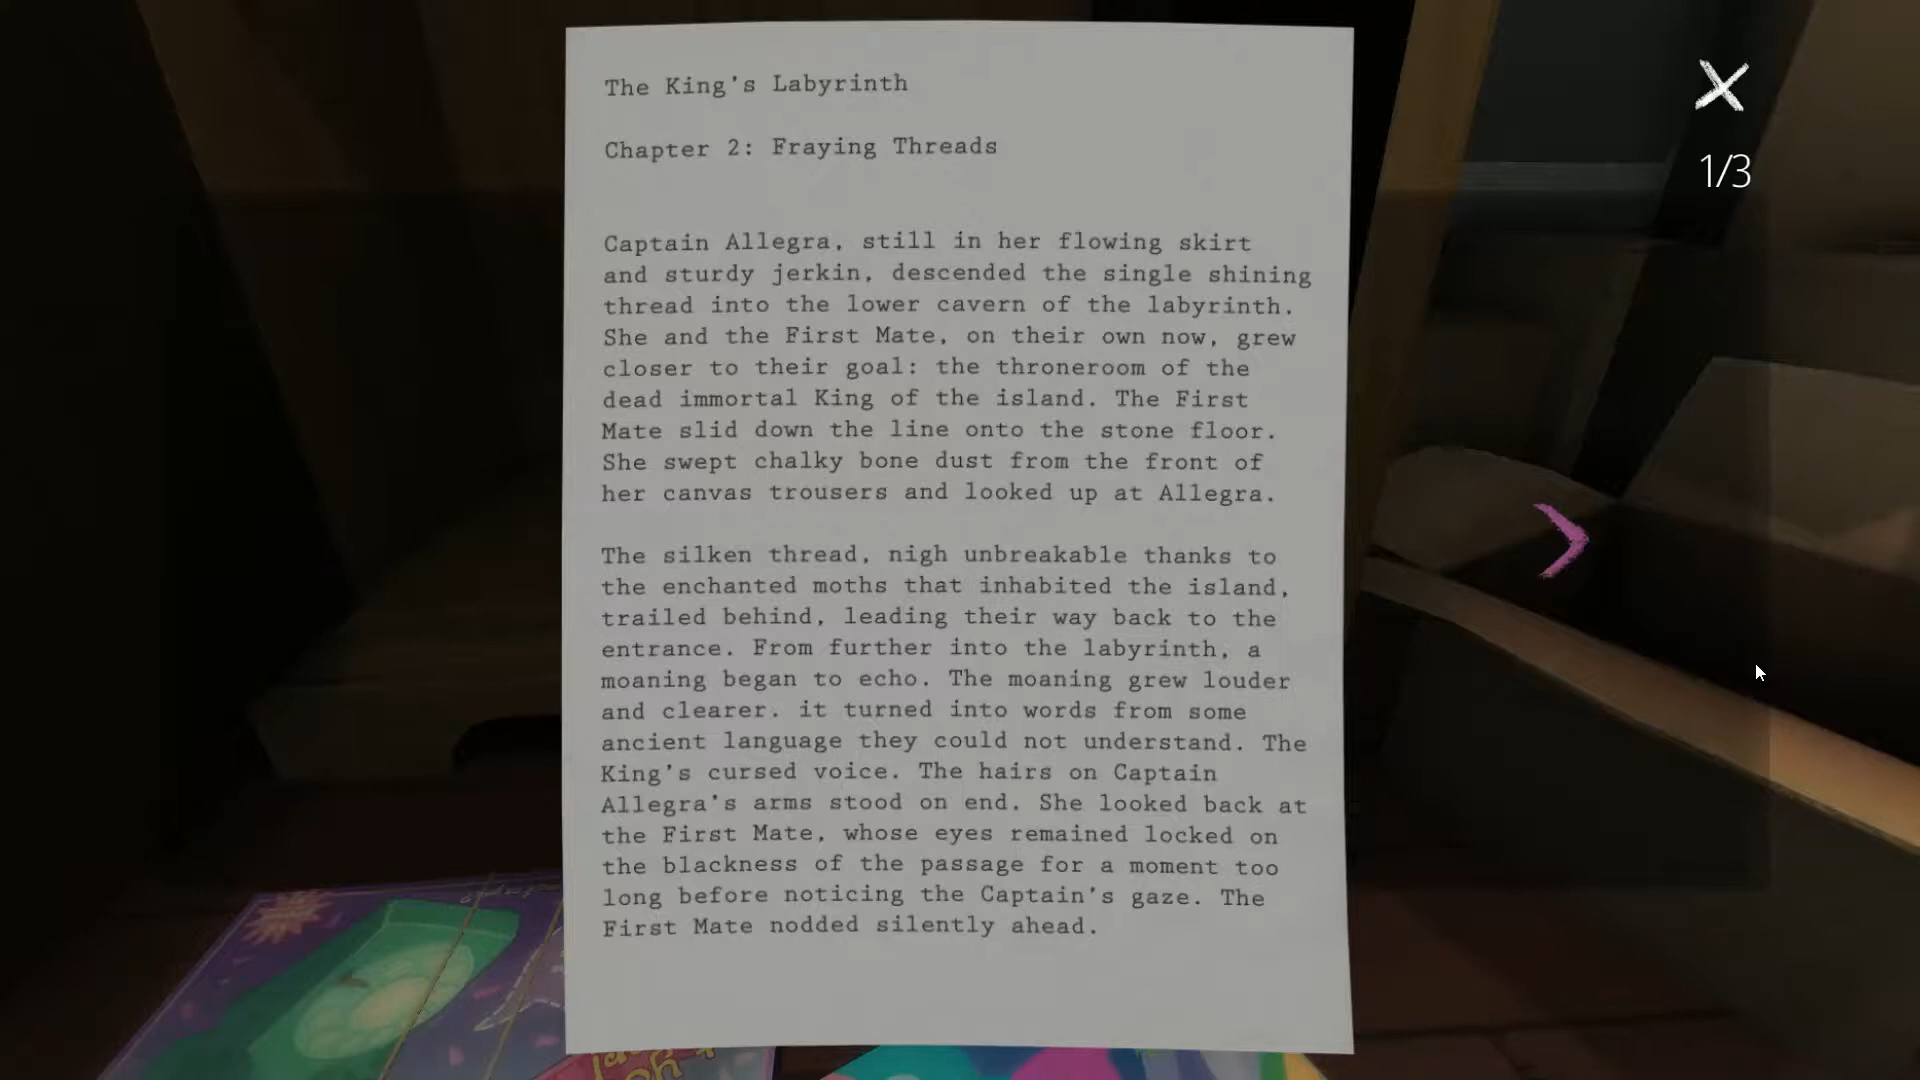 The King's Labyrinth
Chapter 2: Fraying Threads
Captain Allegra, still in her flowing skirt
and sturdy jerkin, descended the single shining
thread into the lower cavern of the labyrinth.
She and the First Mate, on their own now, grew
closer to their goal: the throneroom of the
dead immortal King of the island. The First
Mate slid down the line onto the stone floor.
She swept chalky bone dust from the front of
her canvas trousers and looked up at Allegra.
The silken thread, nigh unbreakable thanks to
the enchanted moths that inhabited the island,
trailed behind, leading their way back to the
entrance. From further into the labyrinth, a
moaning began to echo. The moaning grew louder
and clearer. it turned into words from some
ancient language they could not understand. The
King's cursed voice. The hairs on Captain
Allegra's arms stood on end. She looked back at
the First Mate, whose eyes remained locked on
the blackness of the passage for a moment too
long before noticing the Captain's gaze. The
First Mate nodded silently ahead.
1/3